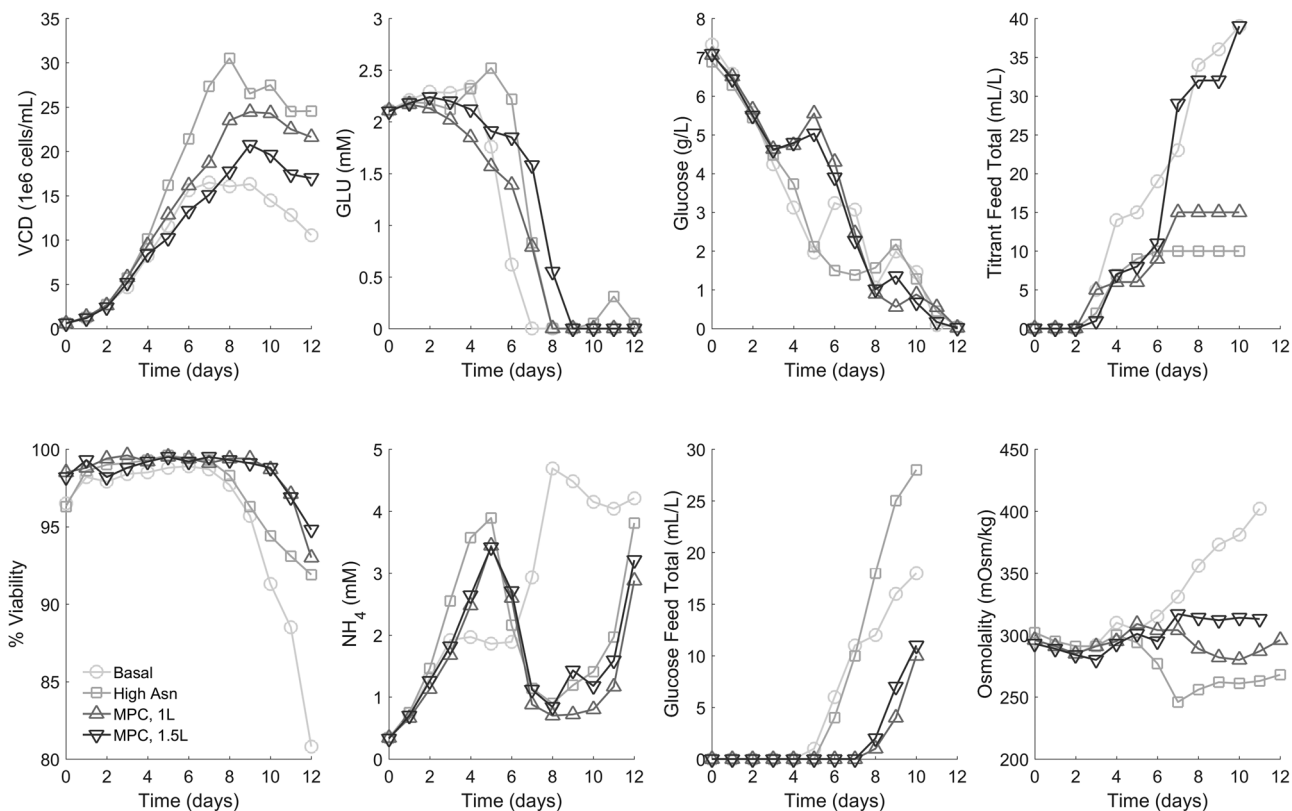 VCD (1e6 cells/mL)
35
30
25
20
15
10
5
0
0 2 4 6 8 10 12
Time (days)
GLU (mM)
3
2.5
2
1.5
1
0.5
0
0 2 4 6 8 10 12
Time (days)
Glucose (g/L)
8
7
6
5
4
3
2
1
0
0 2 4 6 8 10 12
Time (days)
Titrant Feed Total (mL/L)
40
35
30
25
20
15
10
5
0
0 2 4 6 8 10 12
Time (days)
% Viability
100
95
90
85
80
Basal
High Asn
MPC, 1L
MPC, 1.5L
0 2 4 6 8 10 12
Time (days)
NH4 (mM)
5
4
3
2
1
0
0 2 4 6 8 10 12
Time (days)
Glucose Feed Total (mL/L)
30
25
20
15
10
5
0
0 2 4 6 8 10 12
Time (days)
Osmolality (mOsm/kg)
450
400
350
300
250
200
0 2 4 6 8 10 12
Time (days)